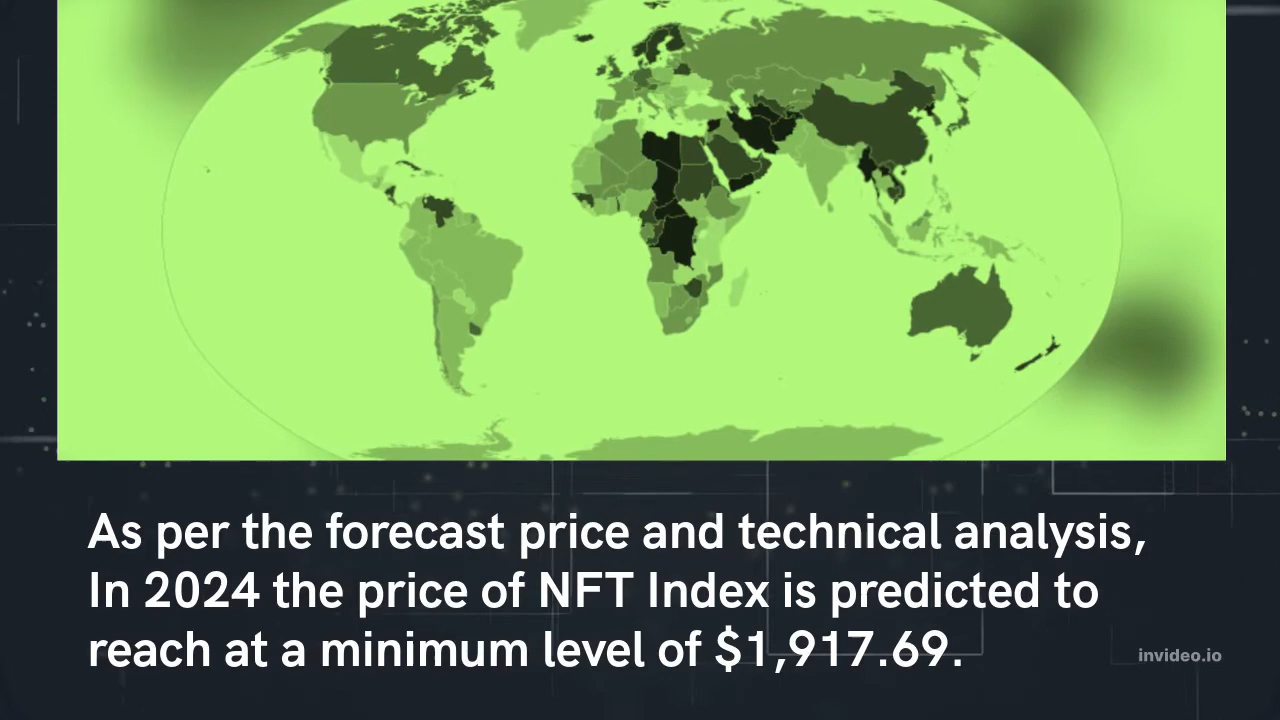 As per the forecast price and technical analysis,
In 2024 the price of NFT Index is predicted to
reach at a minimum level of $1,917.69.
invideo.io